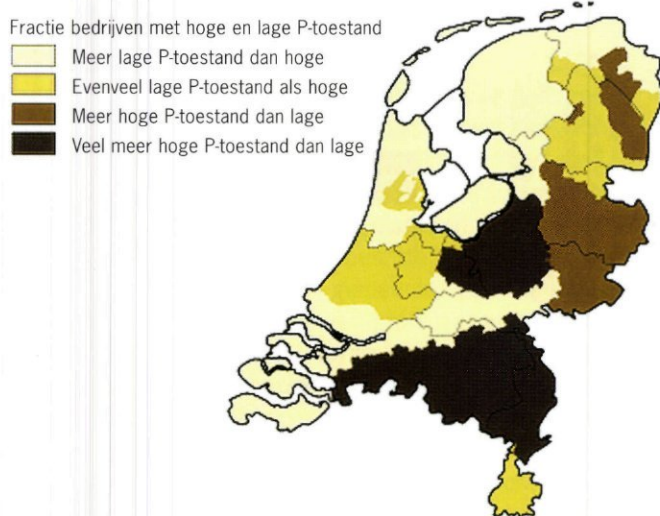 Fractie bedrijven met hoge en lage P-toestand
Meer lage P-toestand dan hoge
Evenveel lage P-toestand als hoge
Meer hoge P-toestand dan lage
Veel meer hoge P-toestand dan lage